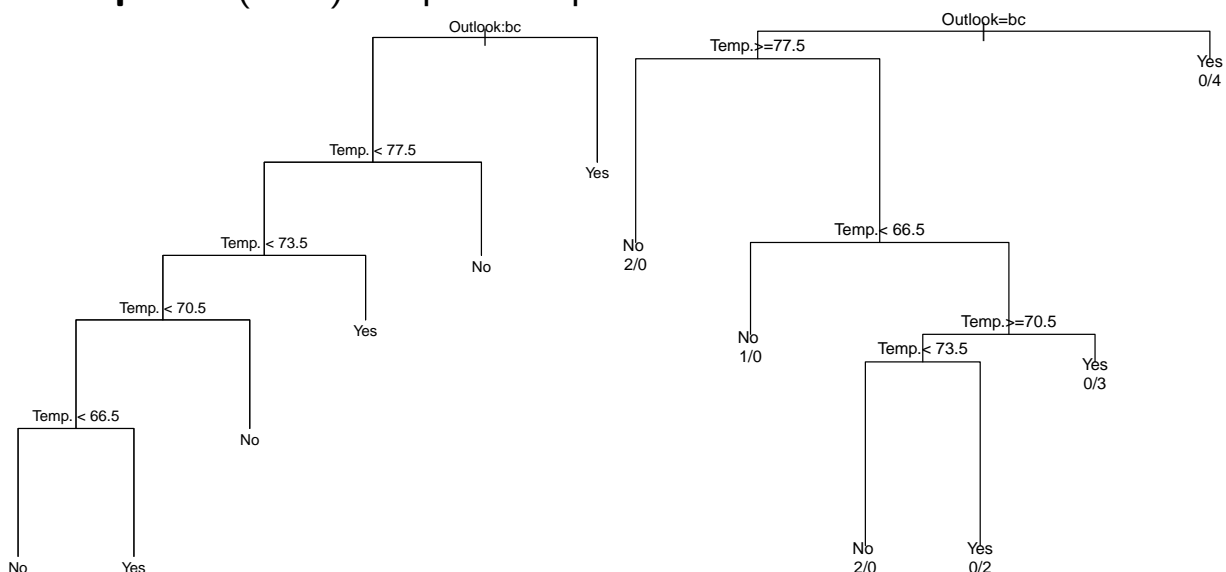 Outlook:bc
Temp. < 77.5
Yes
Temp. < 73.5
No
Temp. < 70.5
Yes
Temp. < 66.5
No
No
Yes
Outlook=bc
Temp.>=77.5
Yes
0/4
No
2/0
Temp.< 66.5
No
1/0
Temp.>=70.5
Temp.< 73.5
Yes
0/3
No
2/0
Yes
0/2